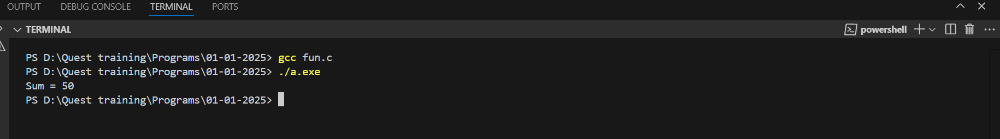 OUTPUT DEBUG CONSOLE TERMINAL PORTS
TERMINAL powershell
PS D:\Quest training\Programs\01-01-2025> gcc fun.c
PS D:\Quest training\Programs\01-01-2025> ./a.exe
Sum = 50
PS D:\Quest training\Programs\01-01-2025>